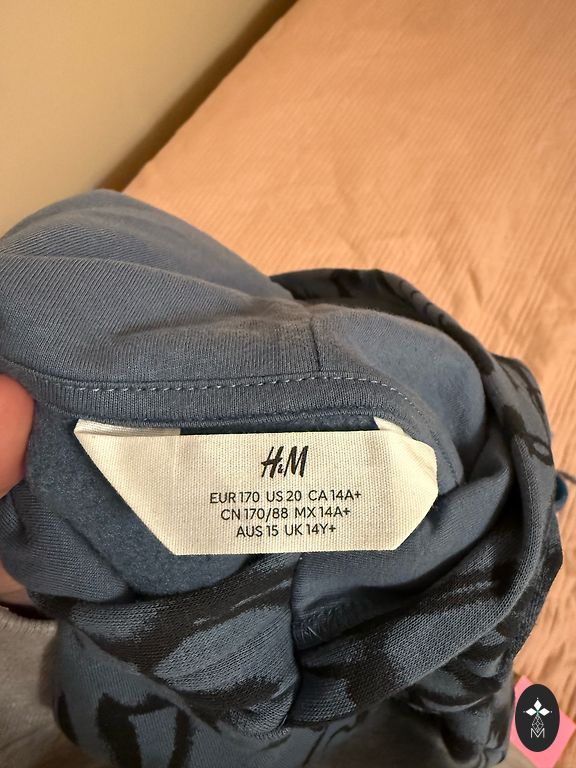 H&M
EUR 170 US 20 CA 14A+
CN 170/88 MX 14A+
AUS 15 UK 14Y+
M